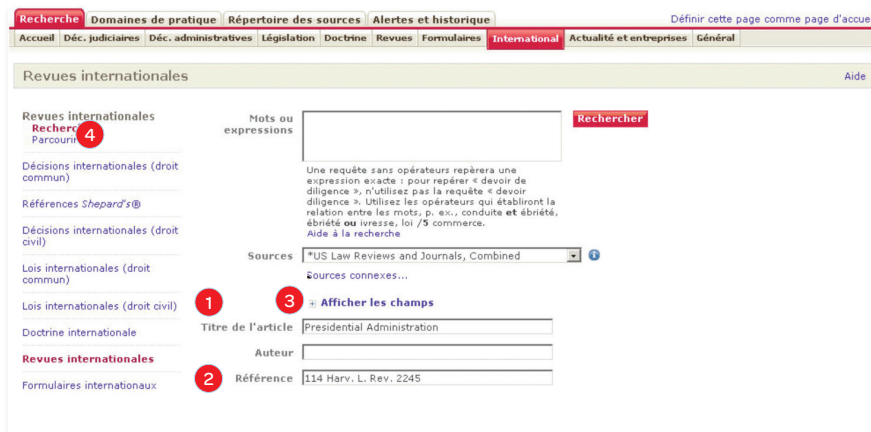 Recherche Domaines de pratique Répertoire des sources Alertes et historique Définir cette page comme page d'accue
Accueil Déc. judiciaires Déc. administratives Législation Doctrine Revues Formulaires International Actualité et entreprises Général
Revues internationales Aide
Revues internationales
Recherc
4
Parcourir
Décisions internationales (droit
commun)
Références Shepard's®
Décisions internationales (droit
civil)
Lois internationales (droit
commun)
Lois internationales (droit civil)
Doctrine internationale
Revues internationales
Formulaires internationaux
Mots ou
expressions
Rechercher
Une requête sans opérateurs repèrera une
expression exacte : pour repérer « devoir de
diligence », n'utilisez pas la requête « devoir
diligence ». Utilisez les opérateurs qui établiront la
relation entre les mots, p. ex., conduite et ébriété,
ébriété ou ivresse, loi /5 commerce.
Aide à la recherche
Sources *US Law Reviews and Journals, Combined
Sources connexes...
1
3 Afficher les champs
Titre de l'article Presidential Administration
Auteur
2 Référence 114 Harv. L. Rev. 2245